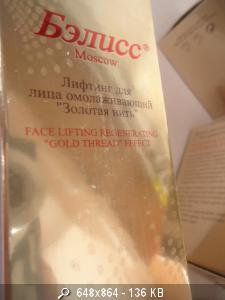 Бэлисс®
Moscow
Лифтинг для
лица омолаживающий
"Золотая нить"
FACE LIFTING REGENERATING
"GOLD THREAD" EFFECT
648x864 - 136 KB